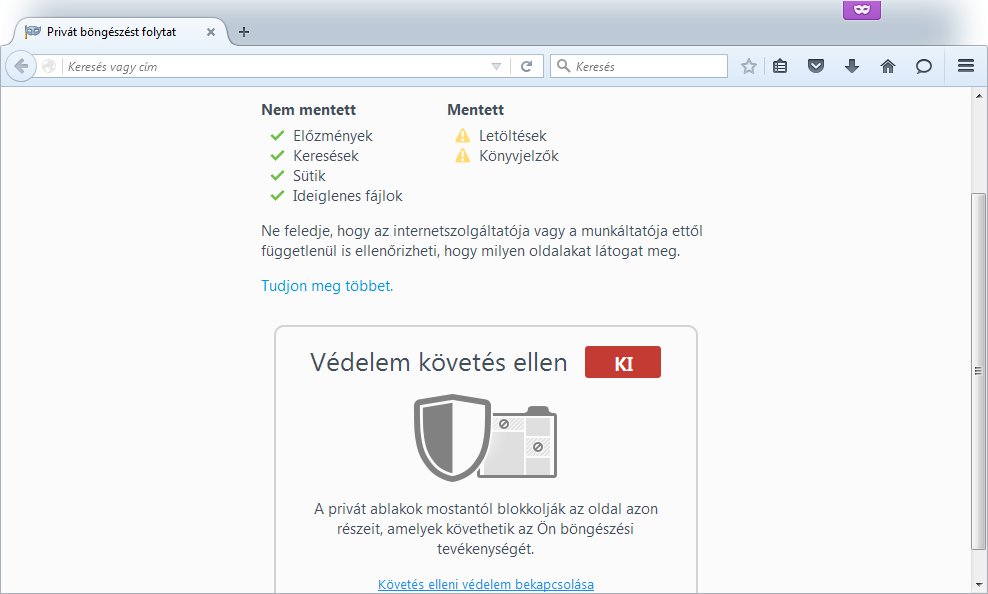 Privát böngészést folytat
Keresés vagy cím
Keresés
Nem mentett
Előzmények
Keresések
Sütik
Ideiglenes fájlok
Mentett
Letöltések
Könyvjelzők
Ne feledje, hogy az internetszolgáltatója vagy a munkáltatója ettől
függetlenül is ellenőrizheti, hogy milyen oldalakat látogat meg.
Tudjon meg többet.
Védelem követés ellen
KI
A privát ablakok mostantól blokkolják az oldal azon
részeit, amelyek követhetik az Ön böngészési
tevékenységét.
Követés elleni védelem bekapcsolása